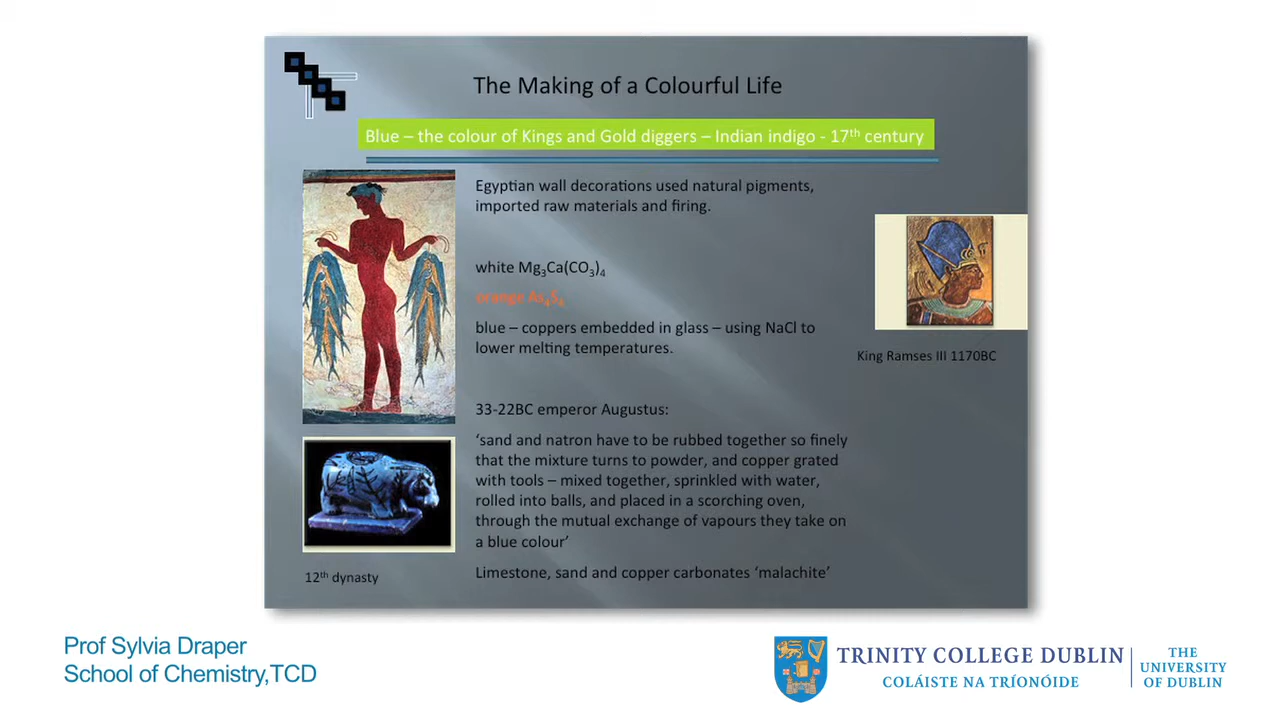 The Making of a Colourful Life
Blue – the colour of Kings and Gold diggers – Indian indigo - 17th century
Egyptian wall decorations used natural pigments,
imported raw materials and firing.
white Mg3Ca(CO3)4
orange As4S4
blue – coppers embedded in glass – using NaCl to
lower melting temperatures.
King Ramses III 1170BC
33-22BC emperor Augustus:
‘sand and natron have to be rubbed together so finely
that the mixture turns to powder, and copper grated
with tools – mixed together, sprinkled with water,
rolled into balls, and placed in a scorching oven,
through the mutual exchange of vapours they take on
a blue colour’
Limestone, sand and copper carbonates ‘malachite’
12th dynasty
Prof Sylvia Draper
School of Chemistry,TCD
TRINITY COLLEGE DUBLIN
COLÁISTE NA TRÍONÓIDE
THE
UNIVERSITY
OF DUBLIN